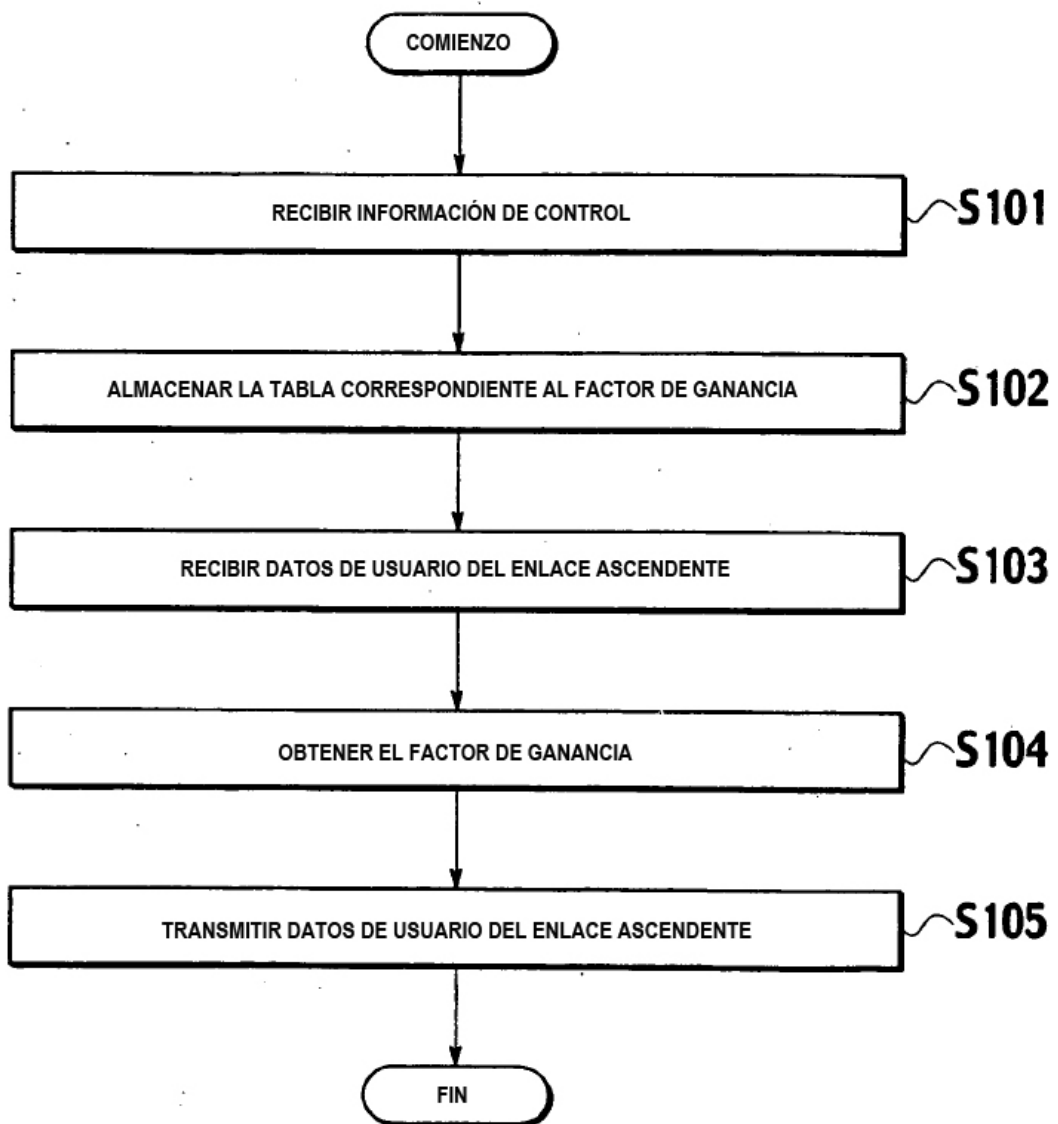 COMIENZO
RECIBIR INFORMACIÓN DE CONTROL
S101
ALMACENAR LA TABLA CORRESPONDIENTE AL FACTOR DE GANANCIA
S102
RECIBIR DATOS DE USUARIO DEL ENLACE ASCENDENTE
S103
OBTENER EL FACTOR DE GANANCIA
S104
TRANSMITIR DATOS DE USUARIO DEL ENLACE ASCENDENTE
S105
FIN